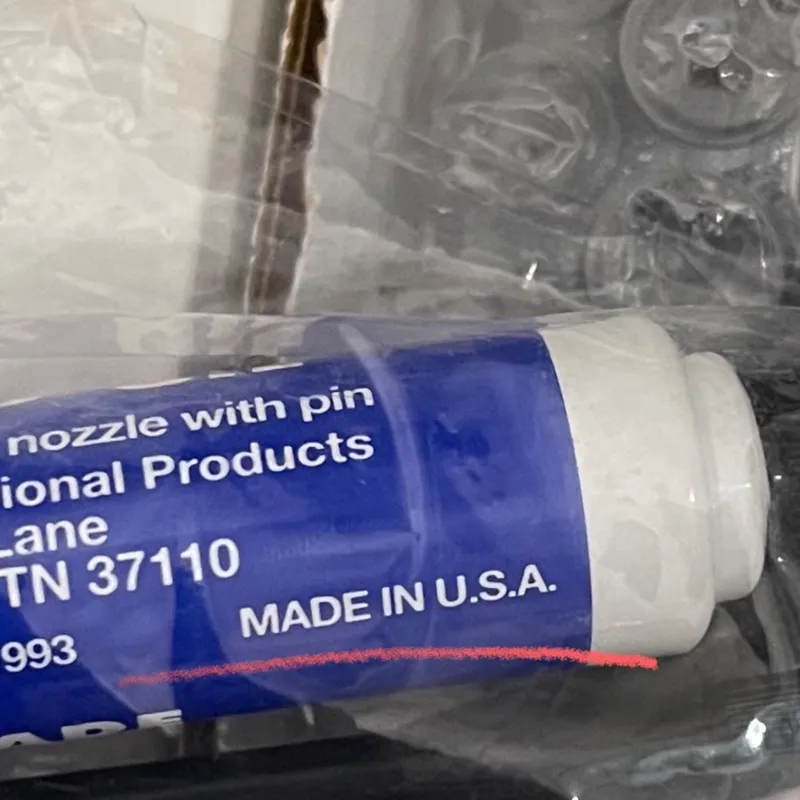 nozzle with pin
ional Products
Lane
TN 37110
MADE IN U.S.A.
993